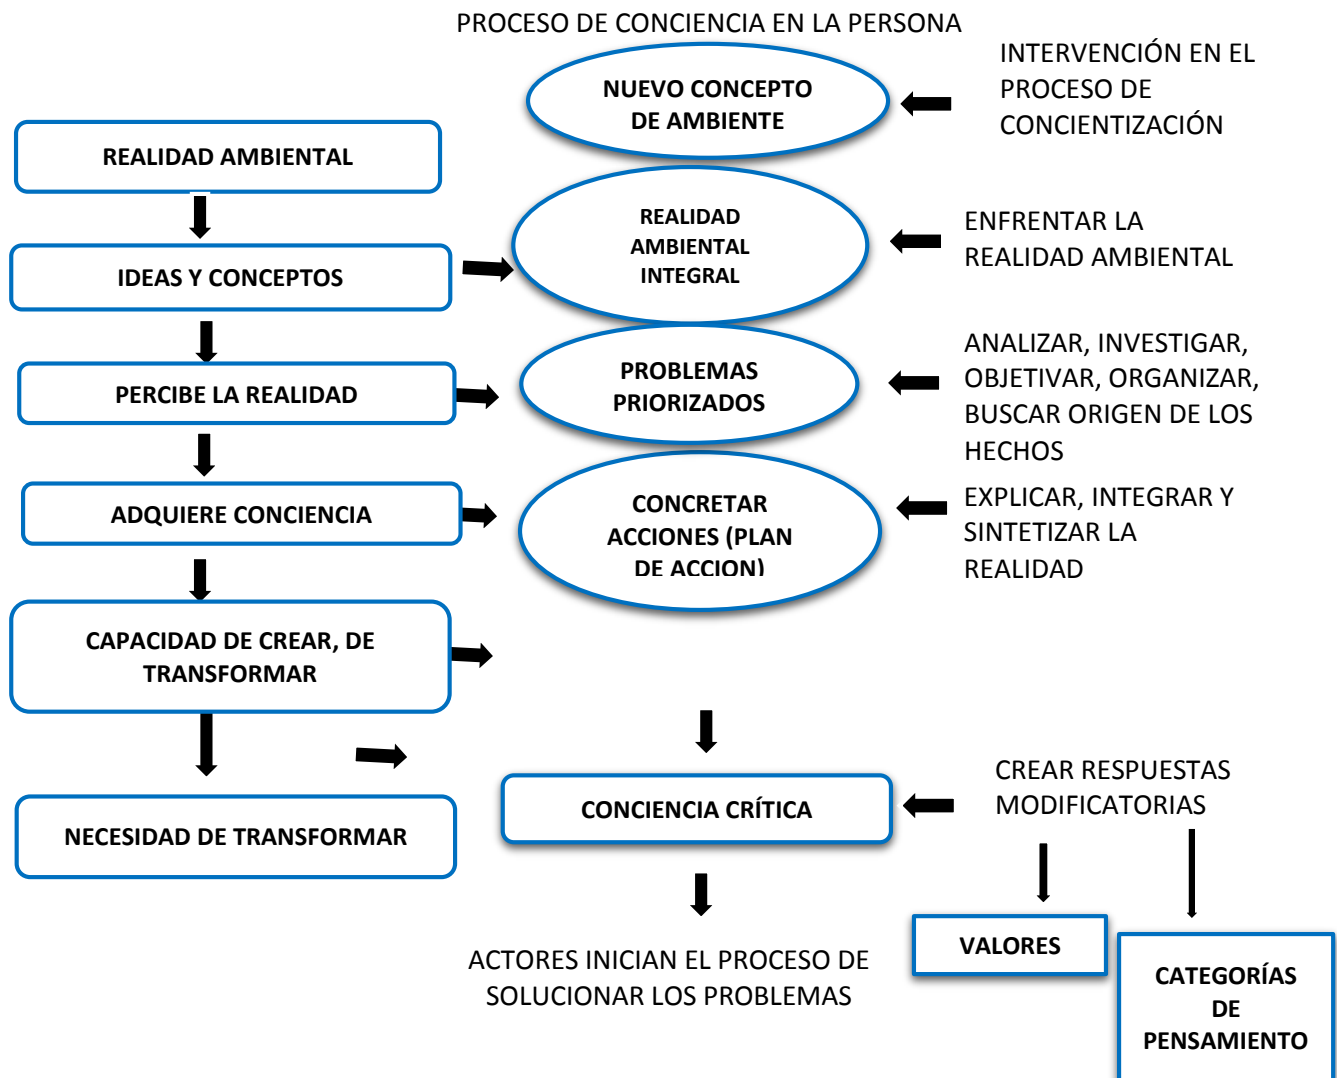 PROCESO DE CONCIENCIA EN LA PERSONA
NUEVO CONCEPTO
DE AMBIENTE
INTERVENCIÓN EN EL
PROCESO DE
CONCIENTIZACIÓN
REALIDAD AMBIENTAL
REALIDAD
AMBIENTAL
INTEGRAL
ENFRENTAR LA
REALIDAD AMBIENTAL
IDEAS Y CONCEPTOS
PERCIBE LA REALIDAD
PROBLEMAS
PRIORIZADOS
ANALIZAR, INVESTIGAR,
OBJETIVAR, ORGANIZAR,
BUSCAR ORIGEN DE LOS
HECHOS
ADQUIERE CONCIENCIA
CONCRETAR
ACCIONES (PLAN
DE ACCION)
EXPLICAR, INTEGRAR Y
SINTETIZAR LA
REALIDAD
CAPACIDAD DE CREAR, DE
TRANSFORMAR
NECESIDAD DE TRANSFORMAR
CONCIENCIA CRÍTICA
CREAR RESPUESTAS
MODIFICATORIAS
ACTORES INICIAN EL PROCESO DE
SOLUCIONAR LOS PROBLEMAS
VALORES
CATEGORÍAS
DE
PENSAMIENTO